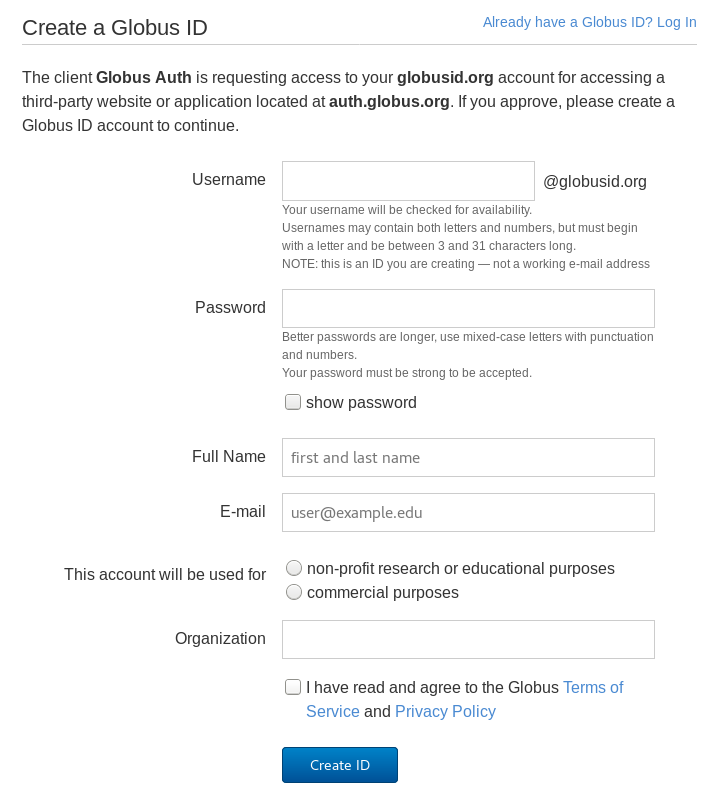 Create a Globus ID
Already have a Globus ID? Log In
The client Globus Auth is requesting access to your globusid.org account for accessing a
third-party website or application located at auth.globus.org. If you approve, please create a
Globus ID account to continue.
Username
@globusid.org
Your username will be checked for availability.
Usernames may contain both letters and numbers, but must begin
with a letter and be between 3 and 31 characters long.
NOTE: this is an ID you are creating — not a working e-mail address
Password
Better passwords are longer, use mixed-case letters with punctuation
and numbers.
Your password must be strong to be accepted.
show password
Full Name
first and last name
E-mail
user@example.edu
This account will be used for
non-profit research or educational purposes
commercial purposes
Organization
I have read and agree to the Globus Terms of
Service and Privacy Policy
Create ID